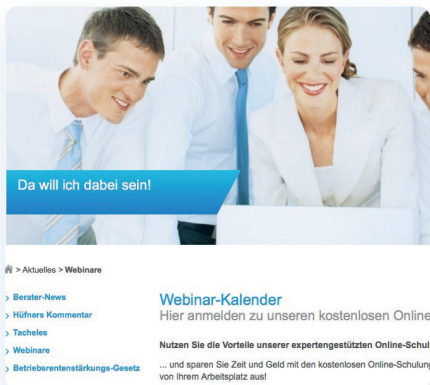 Da will ich dabei sein!
> Aktuelles > Webinare
> Berater-News
> Hüfners Kommentar
> Tacheles
> Webinare
> Betriebsrentenstärkungs-Gesetz
Webinar-Kalender
Hier anmelden zu unseren kostenlosen Online
Nutzen Sie die Vorteile unserer expertengestützten Online-Schul
... und sparen Sie Zeit und Geld mit den kostenlosen Online-Schulung
von Ihrem Arbeitsplatz aus!